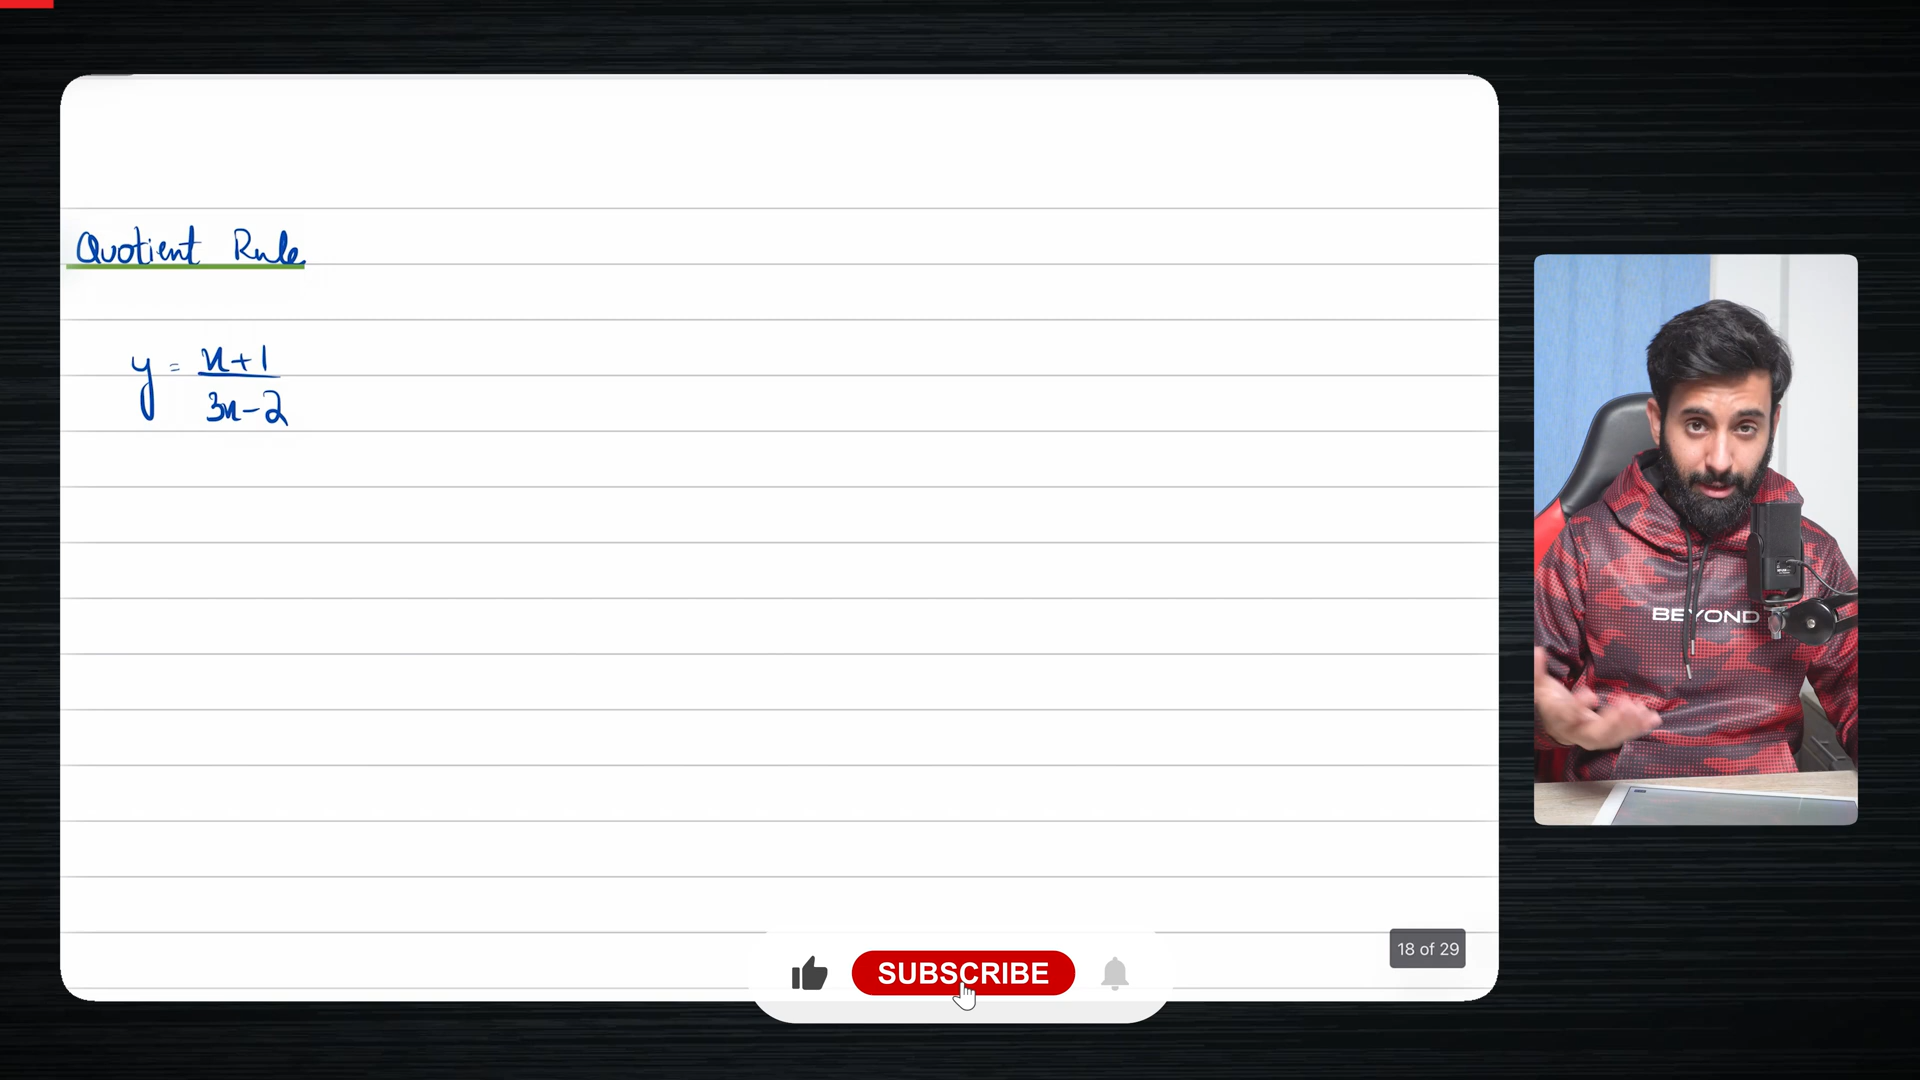 Quotient Rule
y = x+1
3x-2
BEYOND
18 of 29
SUBSCRIBE